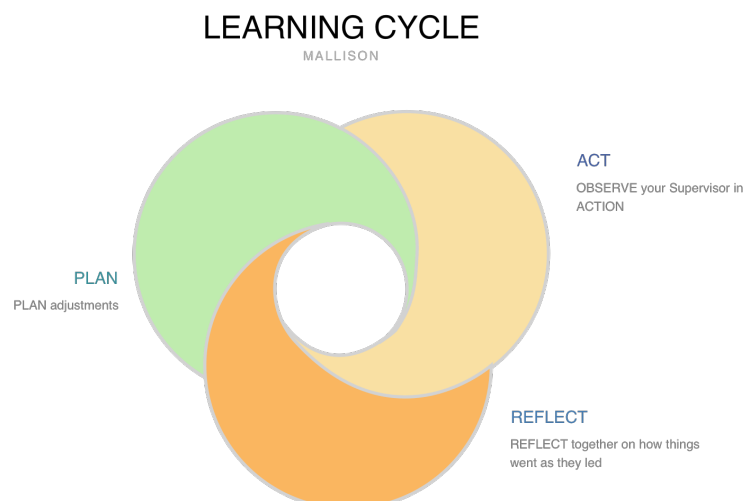 LEARNING CYCLE
MALLISON
ACT
OBSERVE your Supervisor in
ACTION
PLAN
PLAN adjustments
REFLECT
REFLECT together on how things
went as they led